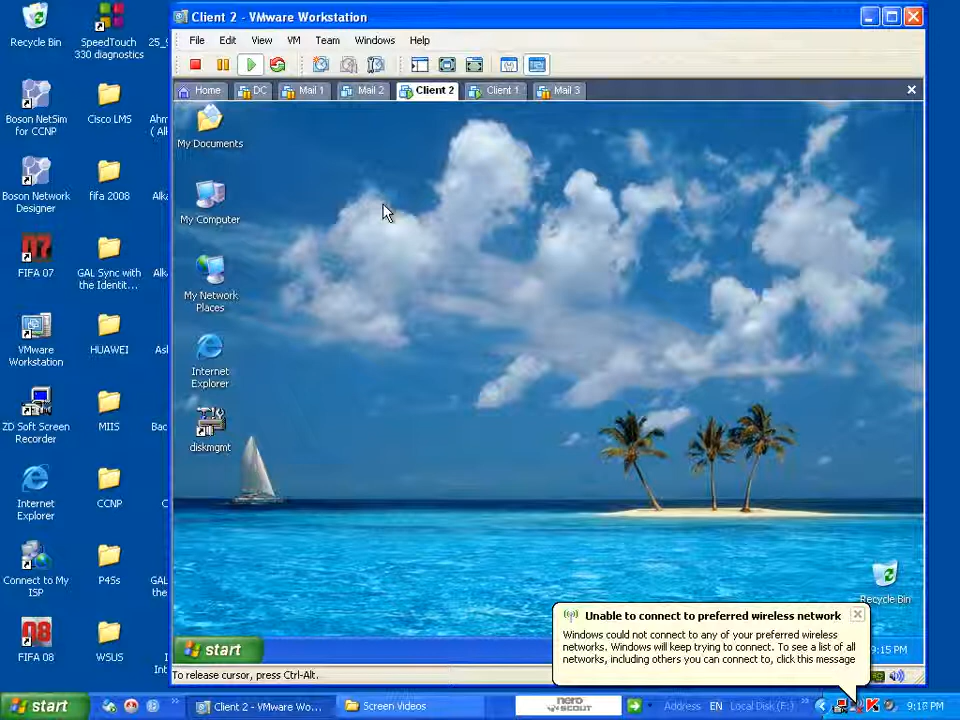 Client 2 - VMware Workstation
File Edit View VM Team Windows Help
Home DC Mail 1 Mail 2 Client 2 Client 1 Mail 3
Recycle Bin
SpeedTouch
330 diagnostics
Boson NetSim
for CCNP
Cisco LMS
Boson Network
Designer
fifa 2008
FIFA 07
GAL Sync with
the Identit...
VMware
Workstation
HUAWEI
ZD Soft Screen
Recorder
MIIS
Internet
Explorer
CCNP
Connect to My
ISP
P4Ss
FIFA 08
WSUS
My Documents
My Computer
My Network
Places
Internet
Explorer
diskmgmt
Recycle Bin
Unable to connect to preferred wireless network
Windows could not connect to any of your preferred wireless
networks. Windows will keep trying to connect. To see a list of all
networks, including others you can connect to, click this message
start
9:15 PM
To release cursor, press Ctrl-Alt.
start
Client 2 - VMware Wo...
Screen Videos
nero
SCOUT
Address EN Local Disk (F:)
9:18 PM